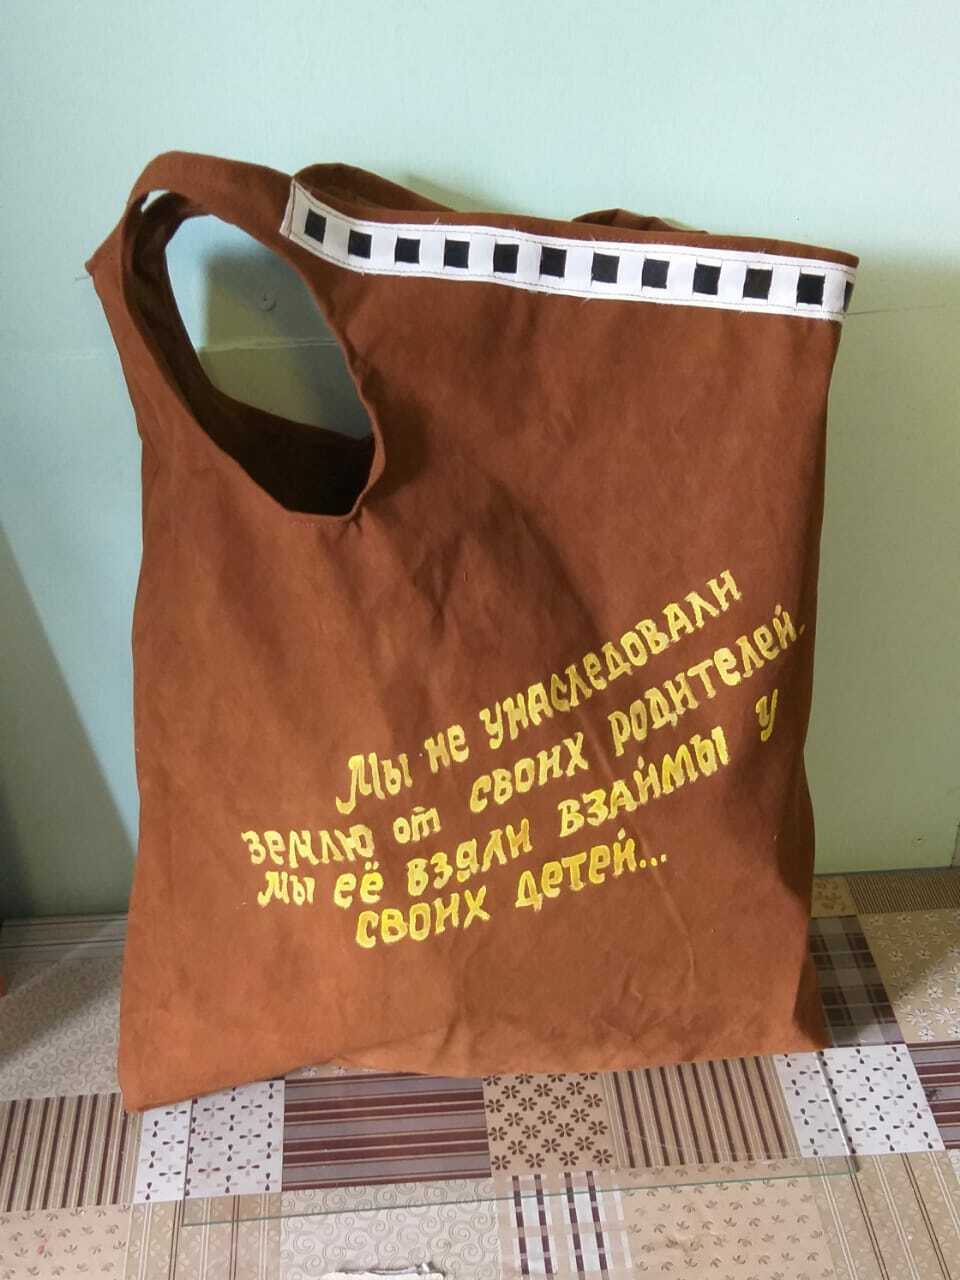 Мы не унаследовали
землю от своих родителей.
мы её взяли взаймы у
своих детей...